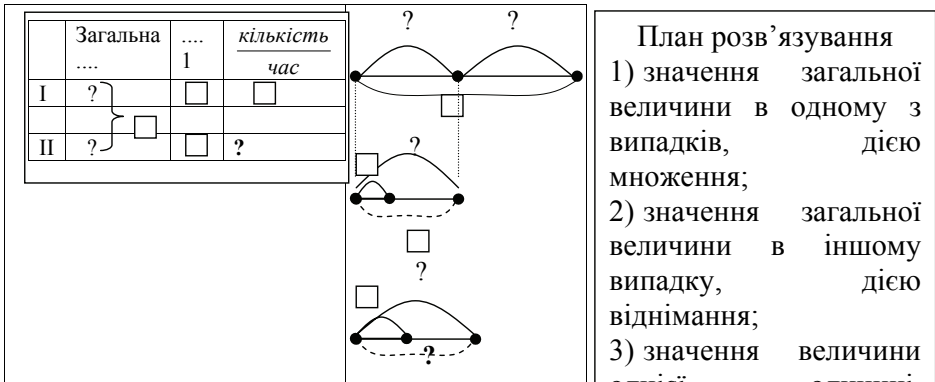 Загальна .... кількість
.... 1 час
I ?
II ? ?
? ?
?
?
?
План розв’язування
1) значення загальної
величини в одному з
випадків, дією
множення;
2) значення загальної
величини в іншому
випадку, дією
віднімання;
3) значення величини